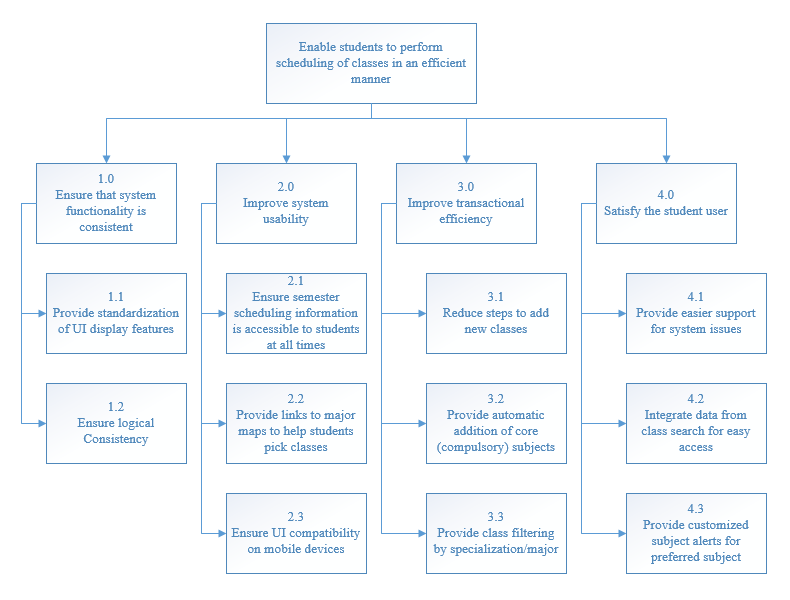 Enable students to perform
scheduling of classes in an efficient
manner
1.0
Ensure that system
functionality is
consistent
2.0
Improve system
usability
3.0
Improve transactional
efficiency
4.0
Satisfy the student user
1.1
Provide standardization
of UI display features
2.1
Ensure semester
scheduling information
is accessible to students
at all times
3.1
Reduce steps to add
new classes
4.1
Provide easier support
for system issues
1.2
Ensure logical
Consistency
2.2
Provide links to major
maps to help students
pick classes
3.2
Provide automatic
addition of core
(compulsory) subjects
4.2
Integrate data from
class search for easy
access
2.3
Ensure UI compatibility
on mobile devices
3.3
Provide class filtering
by specialization/major
4.3
Provide customized
subject alerts for
preferred subject